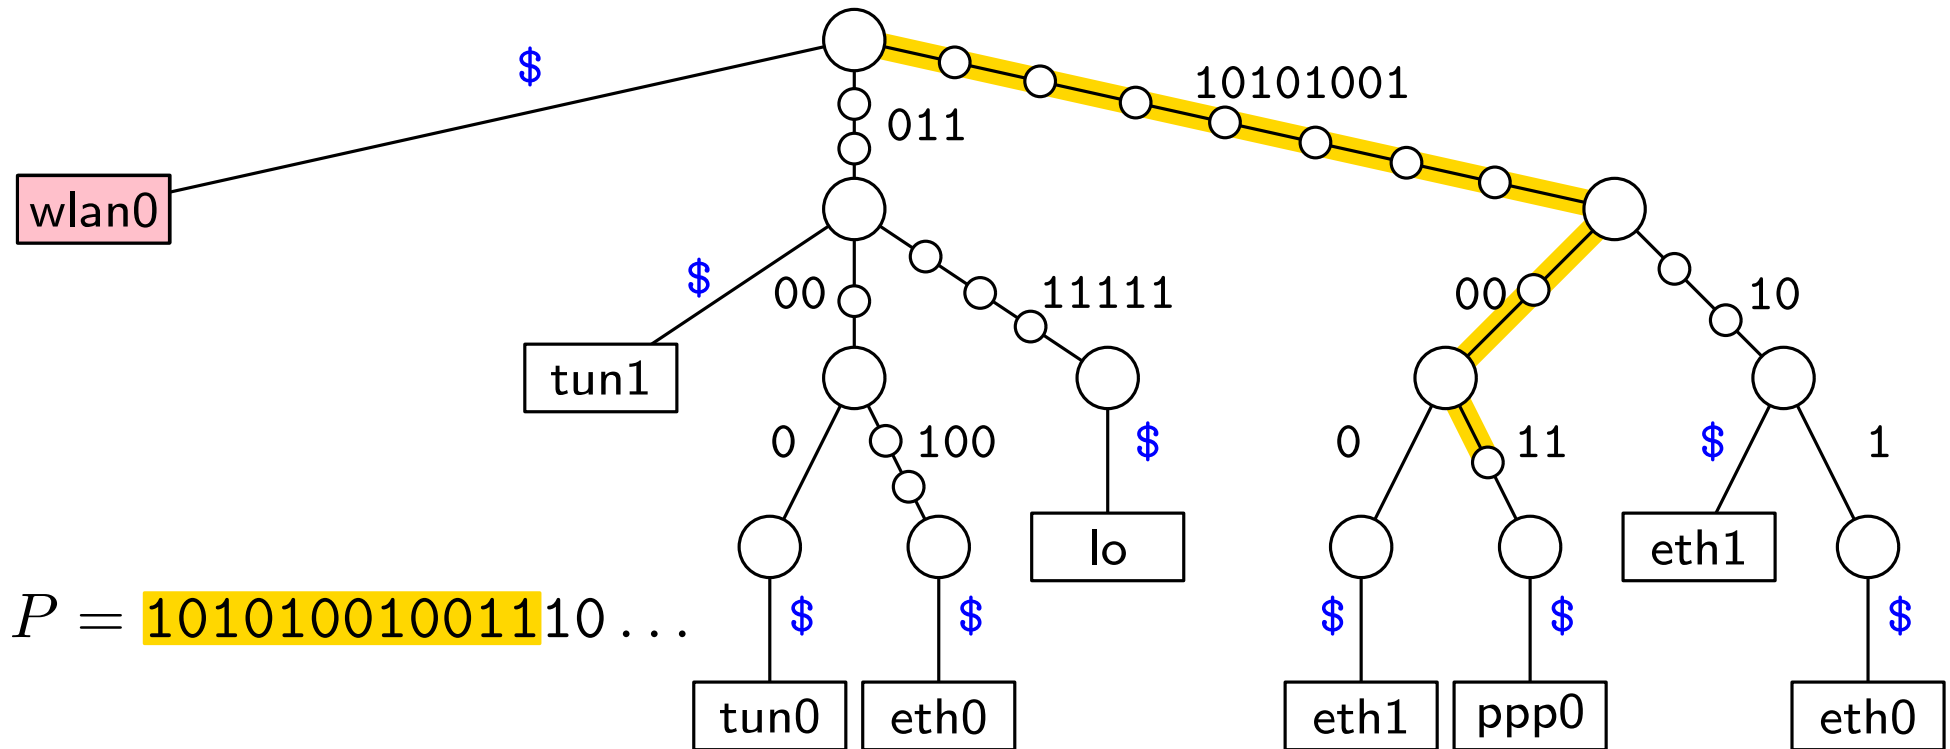 $
10101001
011
wlan0
$
00
11111
00
10
tun1
0
100
$
0
11
$
1
lo
eth1
P = 10101001001110 . . .
$
$
$
$
$
tun0
eth0
eth1
ppp0
eth0